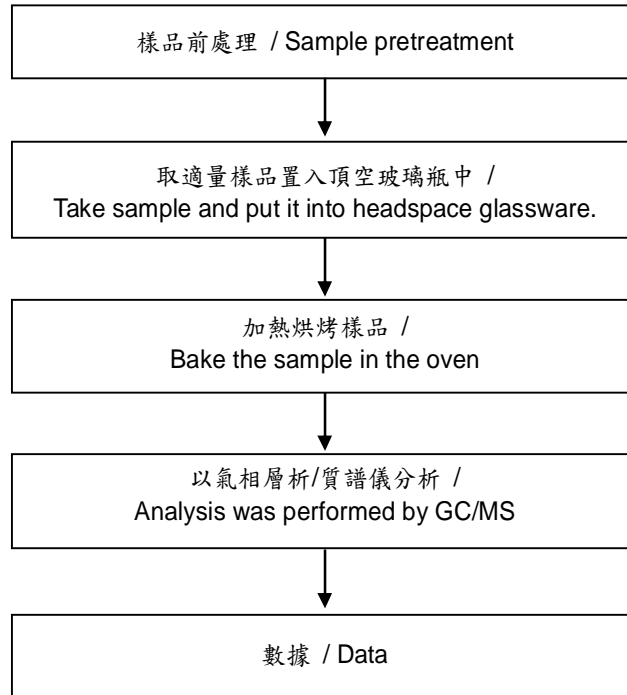 樣品前處理 / Sample pretreatment
取適量樣品置入頂空玻璃瓶中 /
Take sample and put it into headspace glassware.
加熱烘烤樣品 /
Bake the sample in the oven
以氣相層析/質譜儀分析 /
Analysis was performed by GC/MS
數據 / Data